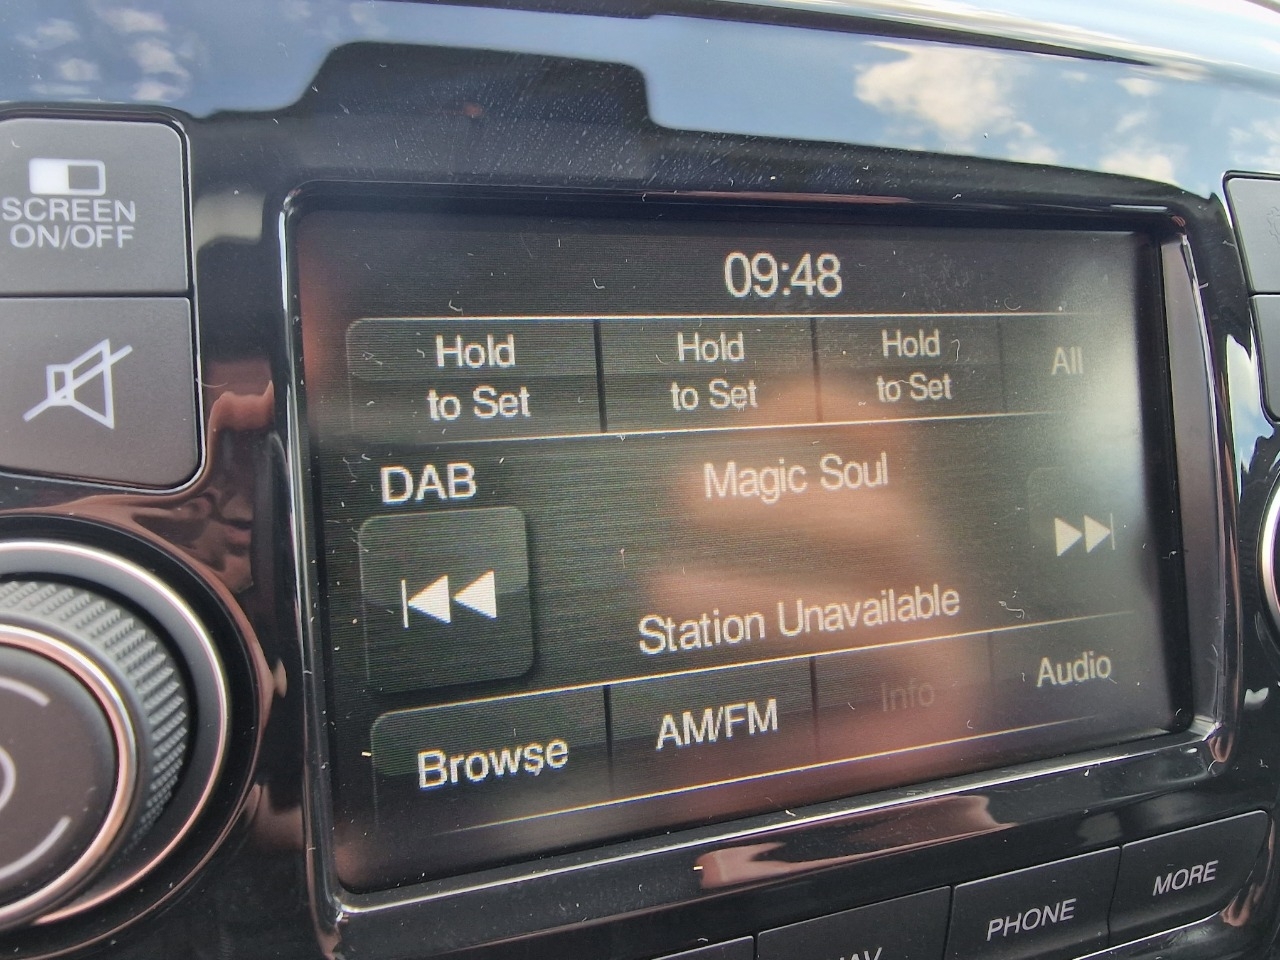 SCREEN
ON/OFF
09:48
Hold
to Set
Hold
to Set
Hold
to Set
All
DAB
Magic Soul
Station Unavailable
Browse
AM/FM
Info
Audio
PHONE
MORE